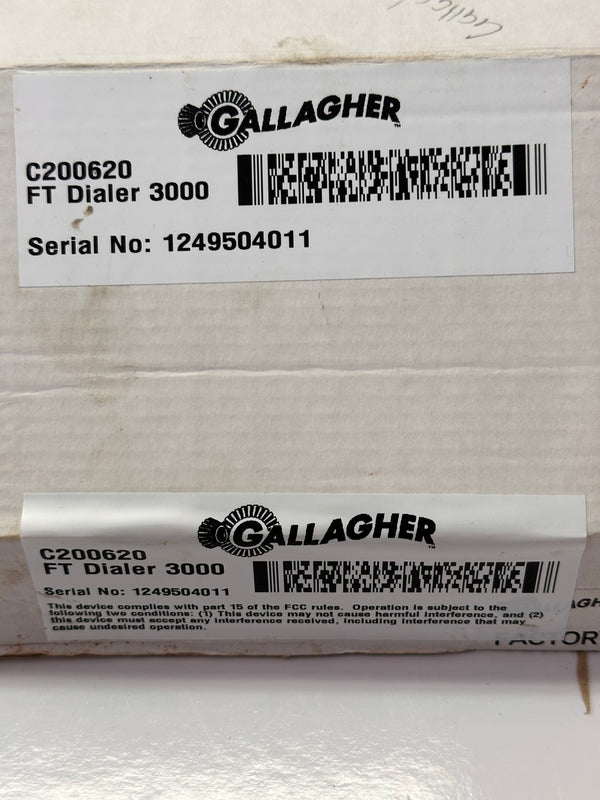 GALLAGHER™
C200620
FT Dialer 3000
Serial No: 1249504011
GALLAGHER™
C200620
FT Dialer 3000
Serial No: 1249504011
This device complies with part 15 of the FCC rules. Operation is subject to the
following two conditions: (1) This device may not cause harmful interference, and (2)
this device must accept any interference received, including interference that may
cause undesired operation.